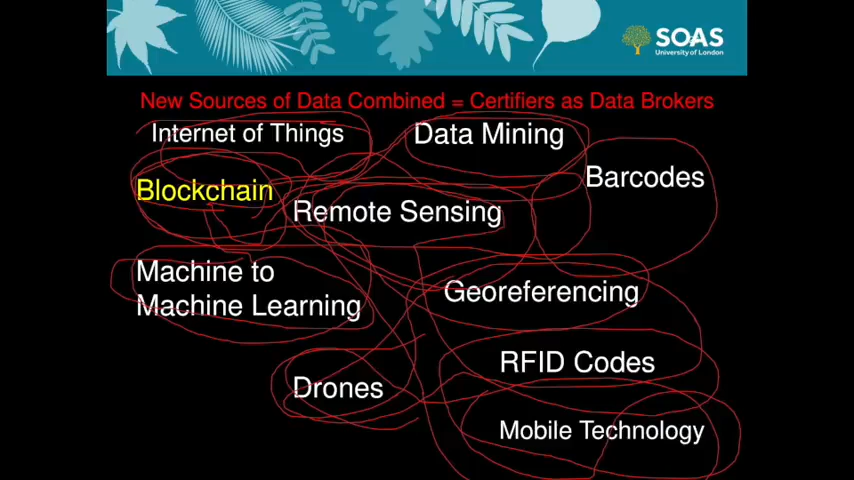 SOAS
University of London
New Sources of Data Combined = Certifiers as Data Brokers
Internet of Things
Data Mining
Barcodes
Blockchain
Remote Sensing
Machine to
Machine Learning
Georeferencing
RFID Codes
Drones
Mobile Technology